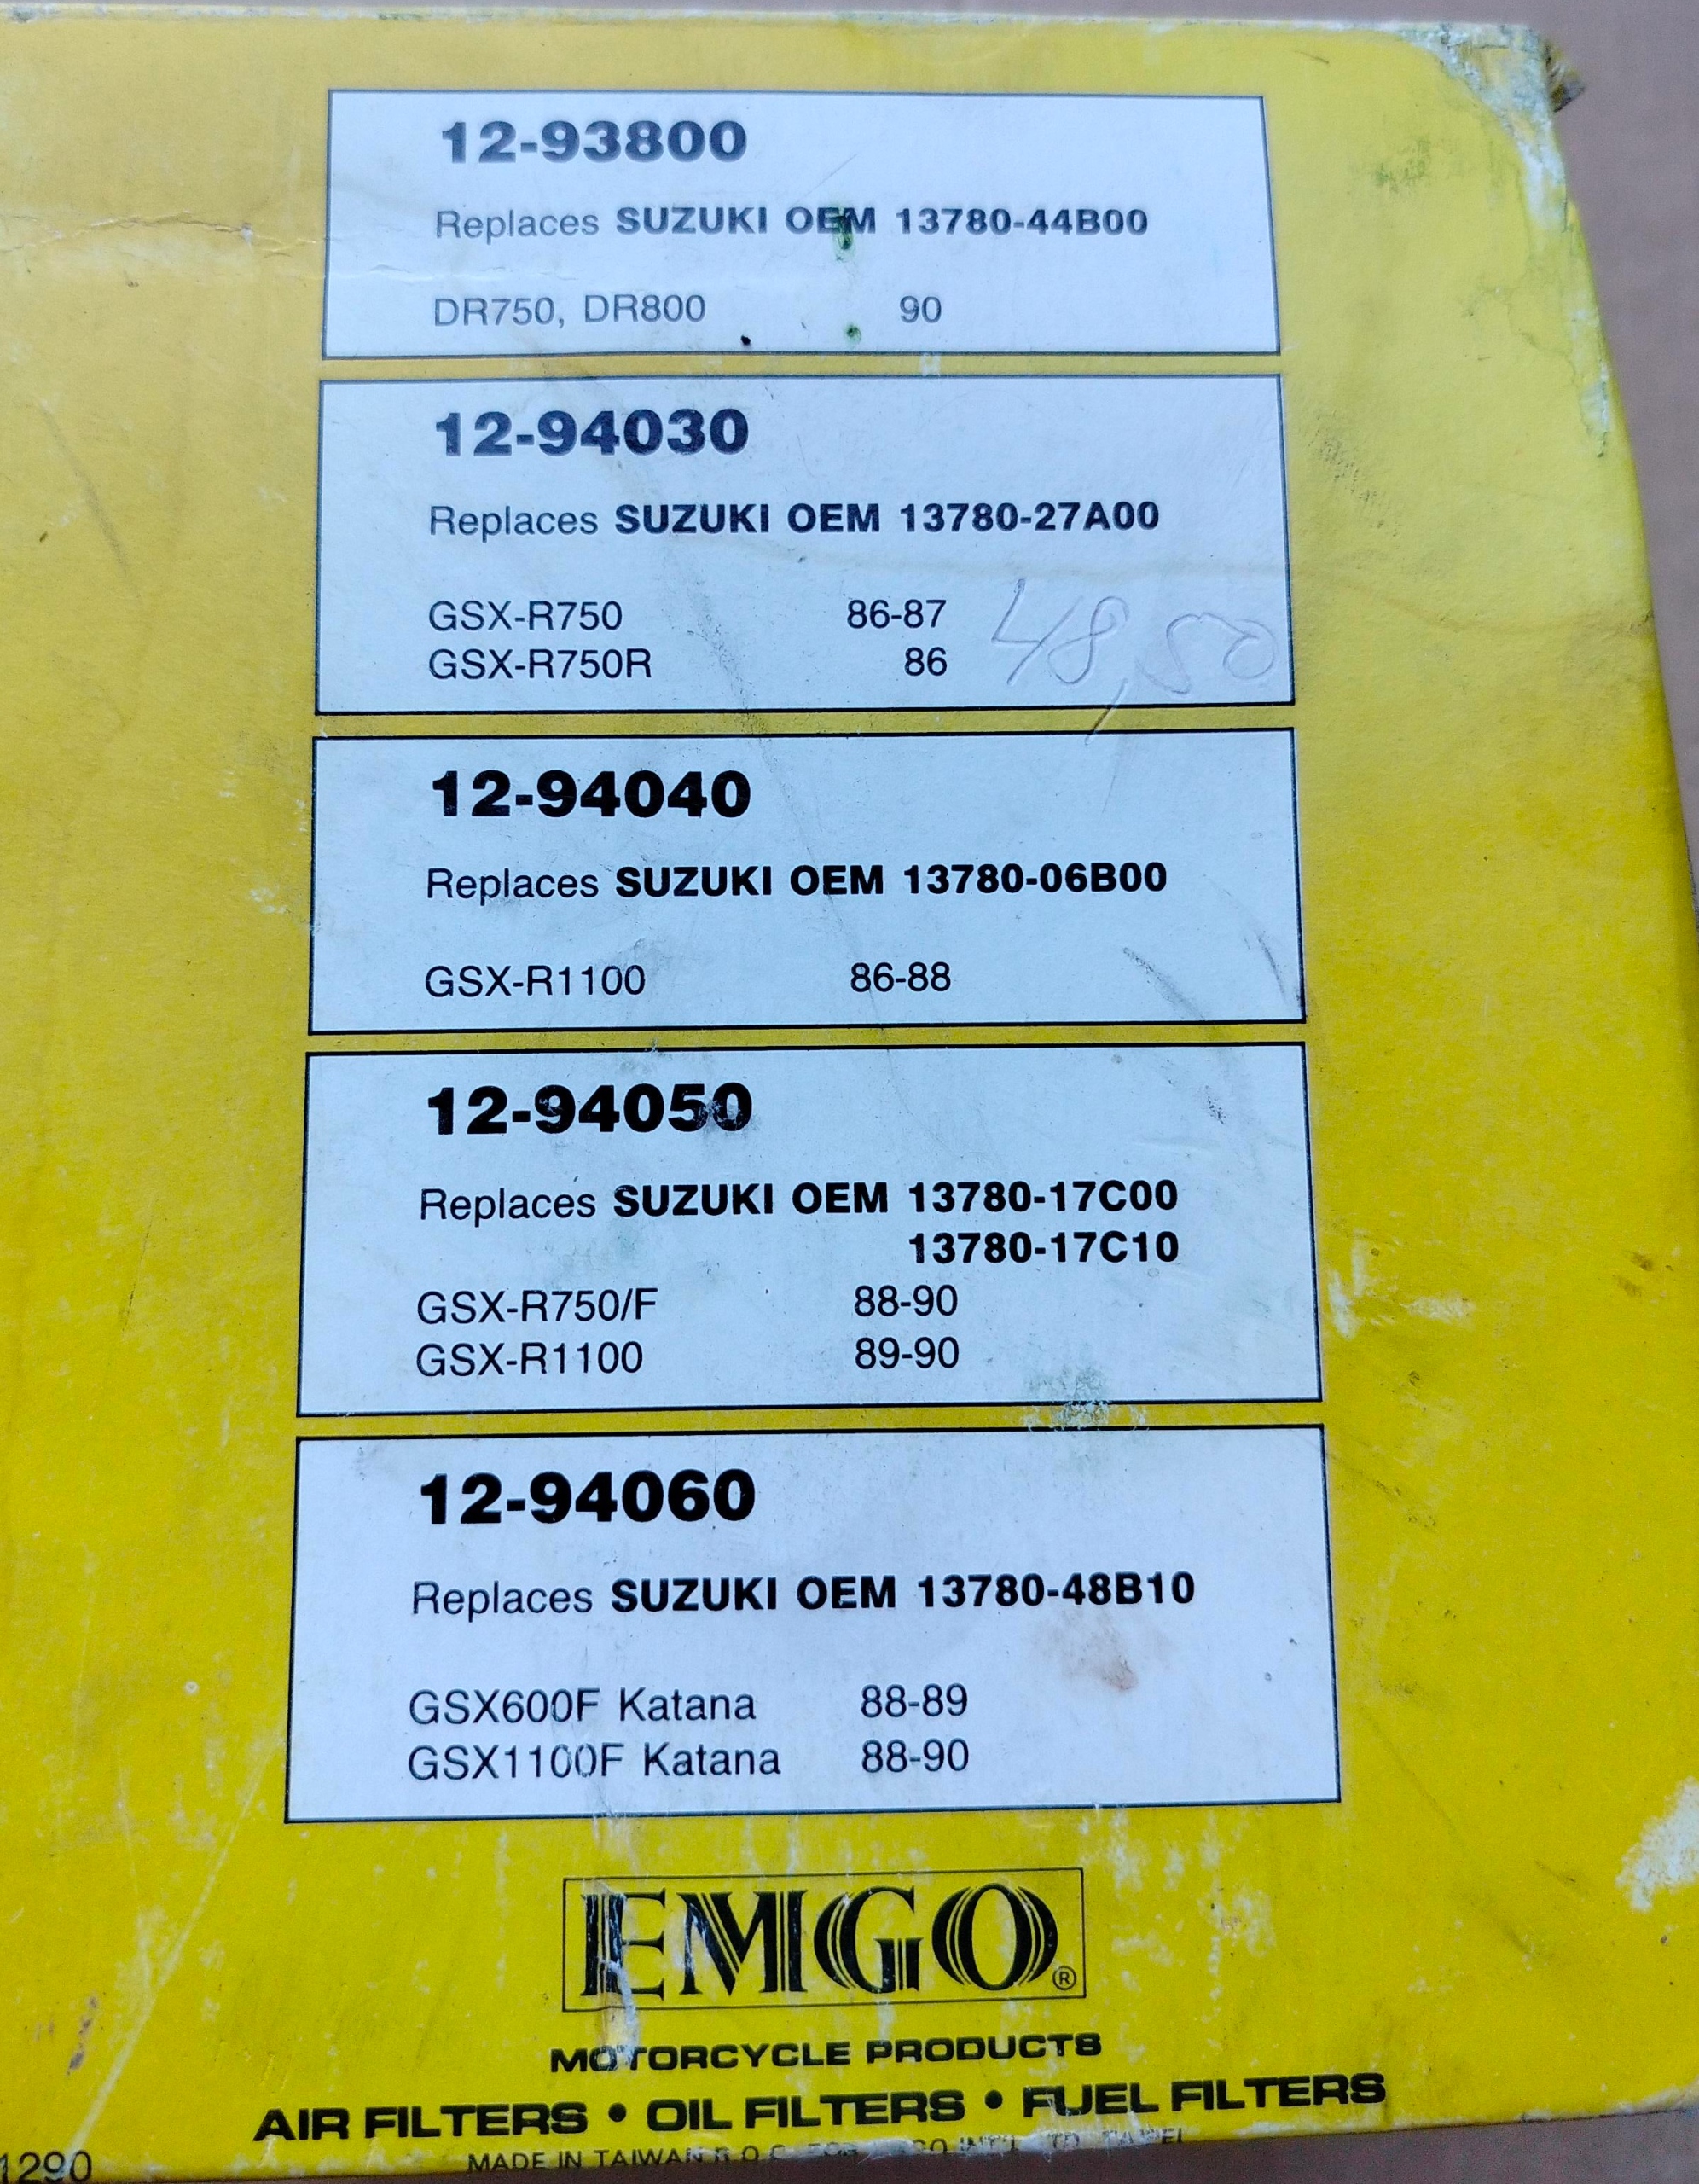 12-93800
Replaces SUZUKI OEM 13780-44B00
DR750, DR800 90
12-94030
Replaces SUZUKI OEM 13780-27A00
GSX-R750 86-87
GSX-R750R 86
48,50
12-94040
Replaces SUZUKI OEM 13780-06B00
GSX-R1100 86-88
12-94050
Replaces SUZUKI OEM 13780-17C00
13780-17C10
GSX-R750/F 88-90
GSX-R1100 89-90
12-94060
Replaces SUZUKI OEM 13780-48B10
GSX600F Katana 88-89
GSX1100F Katana 88-90
EMGO®
MOTORCYCLE PRODUCTS
AIR FILTERS • OIL FILTERS • FUEL FILTERS
1290
MADE IN TAIWAN R.O.C.